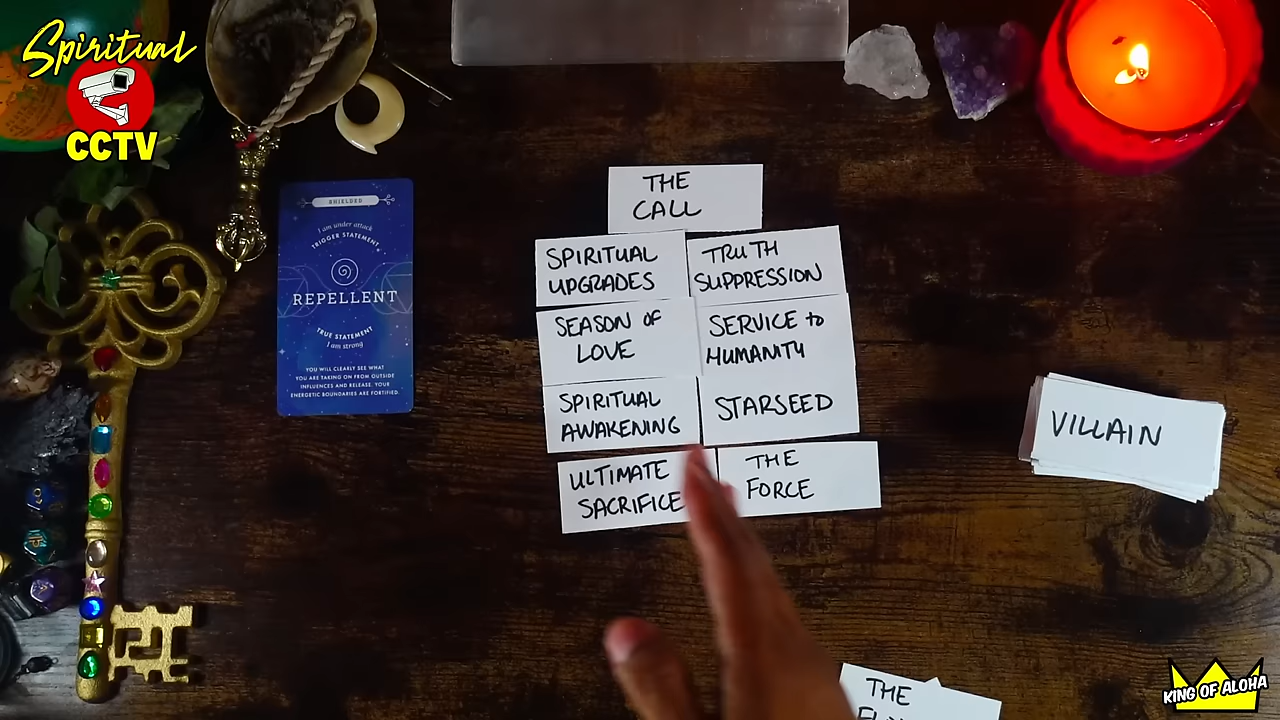 Spiritual
CCTV
SHIELDED
I am under attack
TRIGGER STATEMENT
REPELLENT
TRUE STATEMENT
I am strong
YOU WILL CLEARLY SEE WHAT
YOU ARE TAKING ON FROM OUTSIDE
INFLUENCES AND RELEASE. YOUR
ENERGETIC BOUNDARIES ARE FORTIFIED.
THE
CALL
SPIRITUAL
UPGRADES
TRUTH
SUPPRESSION
SEASON OF
LOVE
SERVICE to
HUMANITY
SPIRITUAL
AWAKENING
STARSEED
ULTIMATE
SACRIFICE
THE
FORCE
VILLAIN
THE
KING OF ALOHA